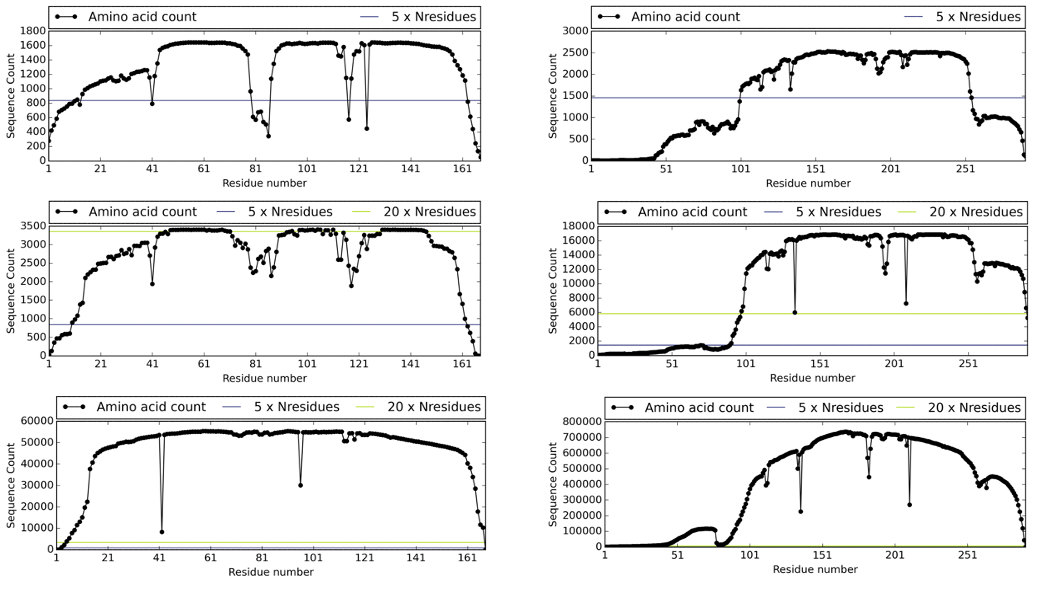 Amino acid count 5 x Nresidues
1800
1600
1400
1200
1000
800
600
400
200
0
Sequence Count
1 21 41 61 81 101 121 141 161
Residue number
Amino acid count 5 x Nresidues
3000
2500
2000
1500
1000
500
0
Sequence Count
1 51 101 151 201 251
Residue number
Amino acid count 5 x Nresidues 20 x Nresidues
3500
3000
2500
2000
1500
1000
500
0
Sequence Count
1 21 41 61 81 101 121 141 161
Residue number
Amino acid count 5 x Nresidues 20 x Nresidues
18000
16000
14000
12000
10000
8000
6000
4000
2000
0
Sequence Count
1 51 101 151 201 251
Residue number
Amino acid count 5 x Nresidues 20 x Nresidues
60000
50000
40000
30000
20000
10000
0
Sequence Count
1 21 41 61 81 101 121 141 161
Residue number
Amino acid count 5 x Nresidues 20 x Nresidues
800000
700000
600000
500000
400000
300000
200000
100000
0
Sequence Count
1 51 101 151 201 251
Residue number